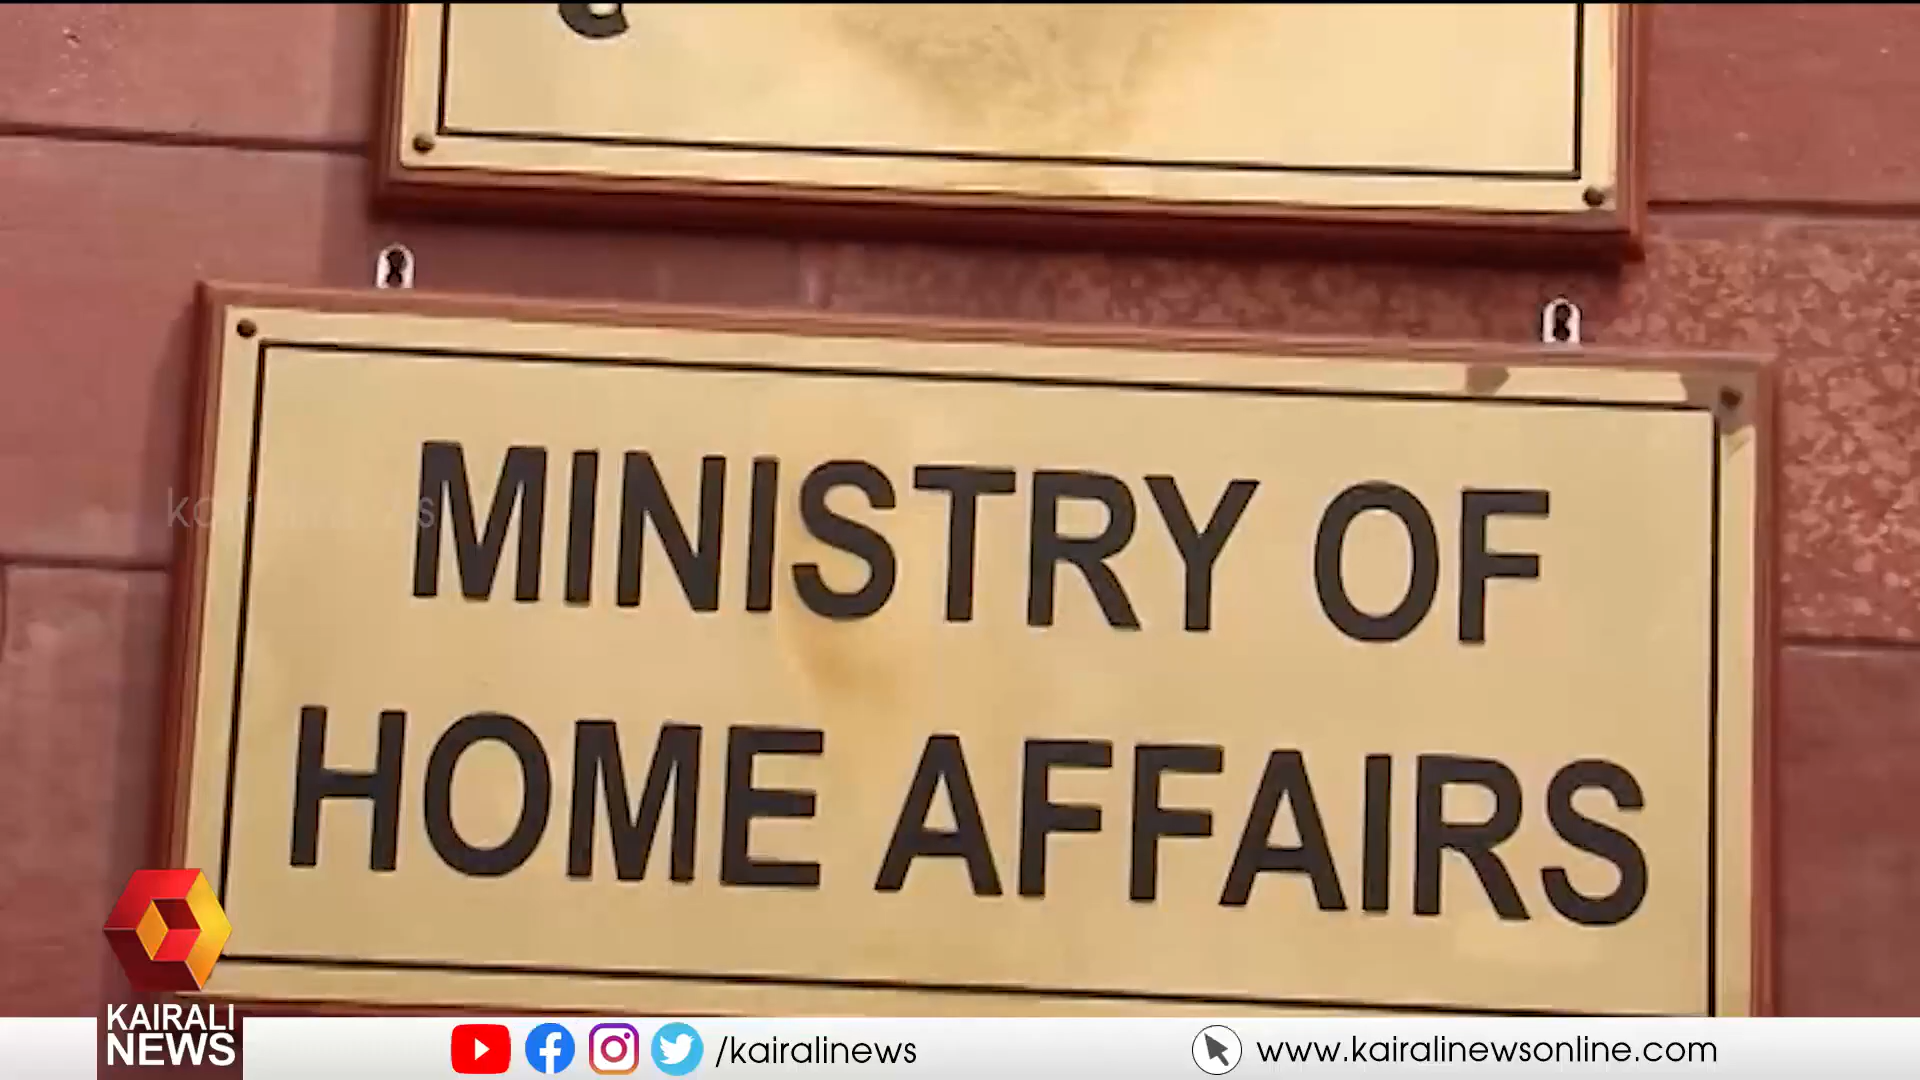 MINISTRY OF
HOME AFFAIRS
KAIRALI
NEWS
/kairalinews
www.kairalinewsonline.com